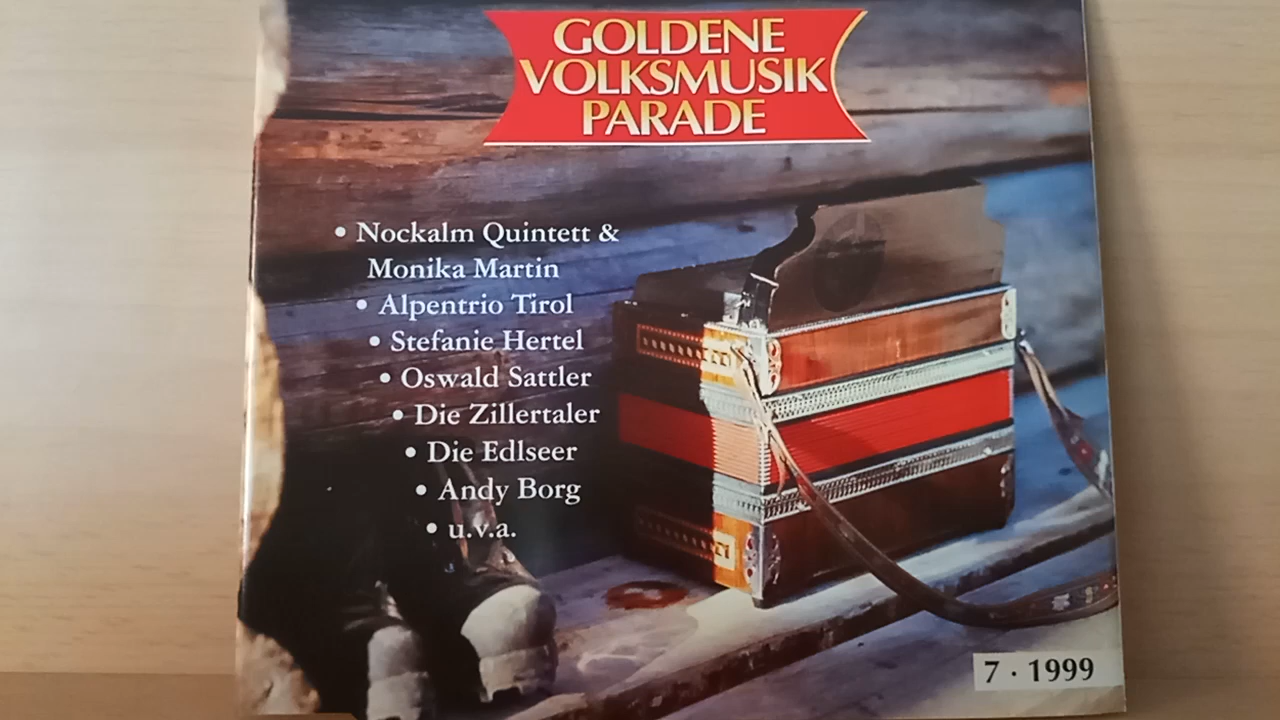 GOLDENE
VOLKSMUSIK
PARADE
• Nockalm Quintett &
Monika Martin
• Alpentrio Tirol
• Stefanie Hertel
• Oswald Sattler
• Die Zillertaler
• Die Edlseer
• Andy Borg
• u.v.a.
7 · 1999